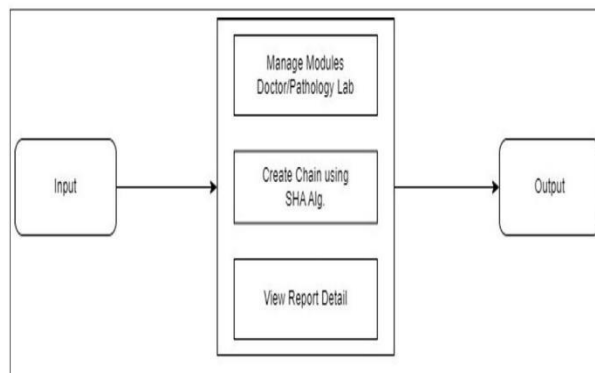 Manage Modules
Doctor/Pathology Lab
Input
Create Chain using
SHA Alg.
Output
View Report Detail